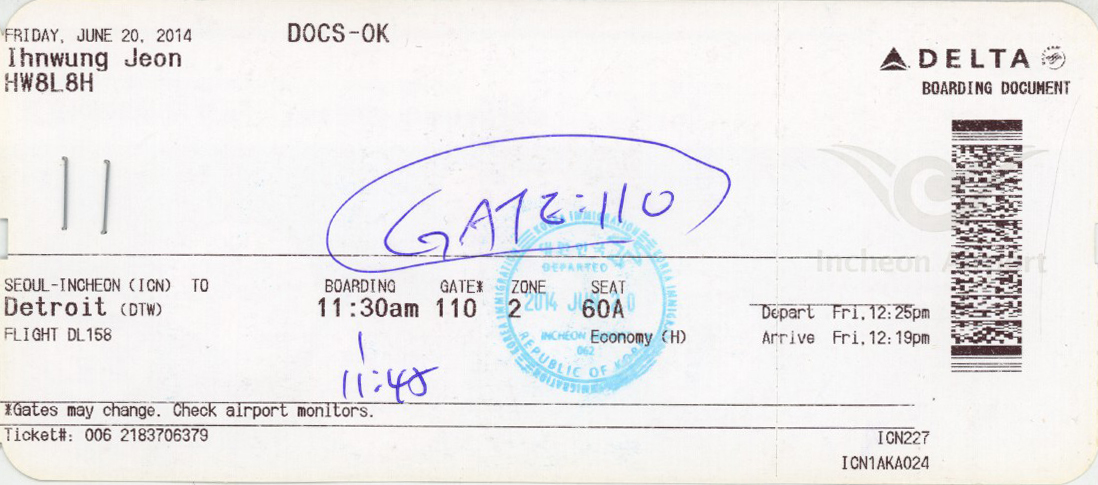 FRIDAY, JUNE 20, 2014
DOCS-OK
Ihnwung Jeon
HW8L8H
DELTA
BOARDING DOCUMENT
GATE:110
Incheon
KOREA IMMIGRATION
DEPARTED
2014 JUN 20
INCHEON
062
REPUBLIC OF KOREA
SEOUL-INCHEON (ICN) TO
Detroit (DTW)
FLIGHT DL158
BOARDING GATE* ZONE SEAT
11:30am 110 2 60A
Economy (H)
Depart Fri,12:25pm
Arrive Fri,12:19pm
*Gates may change. Check airport monitors.
Ticket#: 006 2183706379
ICN227
ICN1AKA024